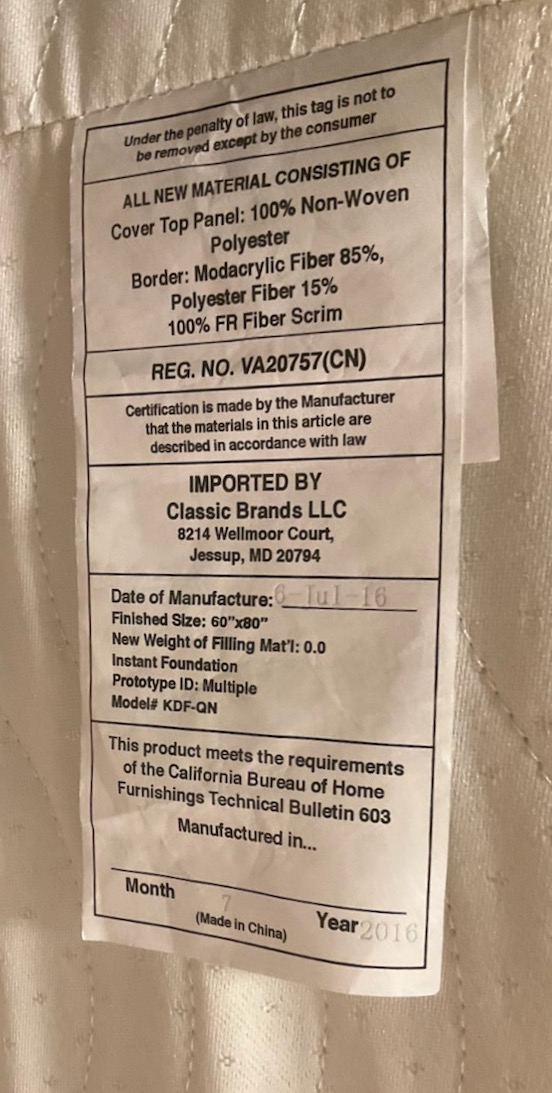 Under the penalty of law, this tag is not to
be removed except by the consumer
ALL NEW MATERIAL CONSISTING OF
Cover Top Panel: 100% Non-Woven
Polyester
Border: Modacrylic Fiber 85%,
Polyester Fiber 15%
100% FR Fiber Scrim
REG. NO. VA20757(CN)
Certification is made by the Manufacturer
that the materials in this article are
described in accordance with law
IMPORTED BY
Classic Brands LLC
8214 Wellmoor Court,
Jessup, MD 20794
Date of Manufacture: 6-Jul-16
Finished Size: 60"x80"
New Weight of Filling Mat'l: 0.0
Instant Foundation
Prototype ID: Multiple
Model# KDF-QN
This product meets the requirements
of the California Bureau of Home
Furnishings Technical Bulletin 603
Manufactured in...
Month 7 Year 2016
(Made in China)